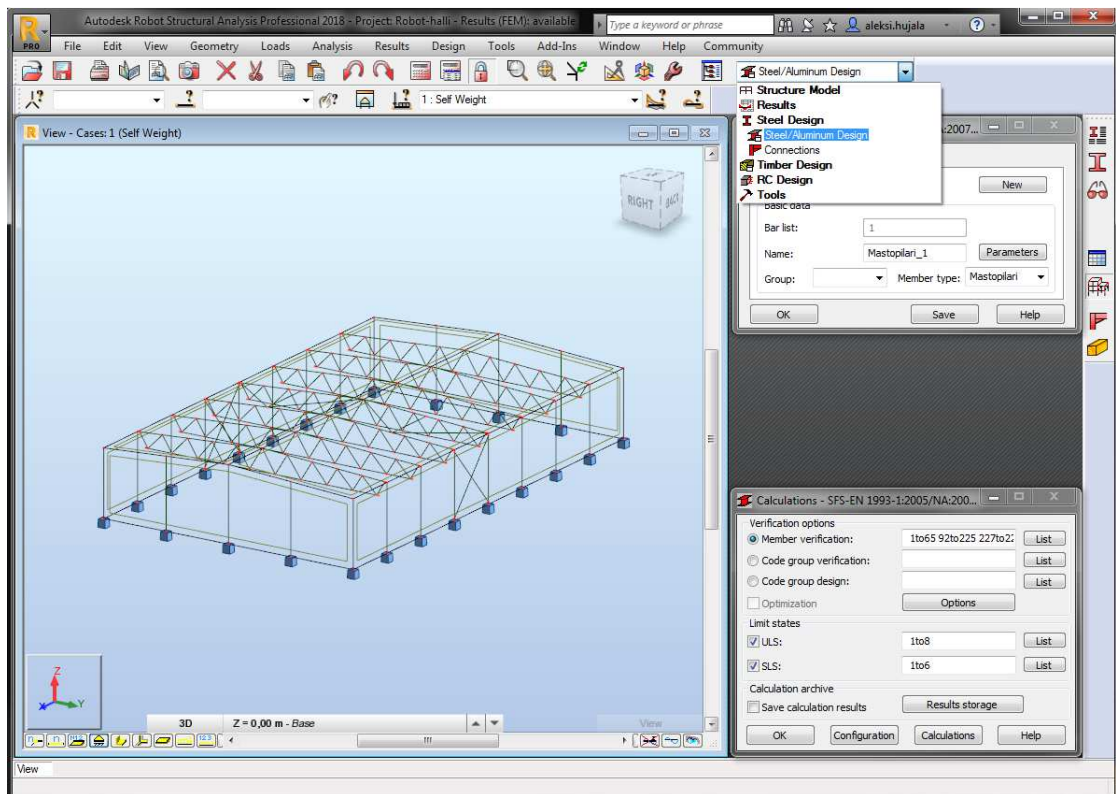 Autodesk Robot Structural Analysis Professional 2018 - Project: Robot-halli - Results (FEM): available
Type a keyword or phrase
aleksi.hujala
PRO
File Edit View Geometry Loads Analysis Results Design Tools Add-Ins Window Help Community
Steel/Aluminum Design
1 : Self Weight
Structure Model
Results
Steel Design
Steel/Aluminum Design
Connections
Timber Design
RC Design
Tools
View - Cases: 1 (Self Weight)
:2007...
RIGHT
BACK
New
Basic data
Bar list: 1
Name: Mastopilari_1 Parameters
Group: Member type: Mastopilari
OK Save Help
Calculations - SFS-EN 1993-1:2005/NA:200...
Verification options
Member verification: 1to65 92to225 227to22 List
Code group verification: List
Code group design: List
Optimization Options
Limit states
ULS: 1to8 List
SLS: 1to6 List
Calculation archive
Save calculation results Results storage
OK Configuration Calculations Help
Z
X Y
3D Z = 0,00 m - Base View
View